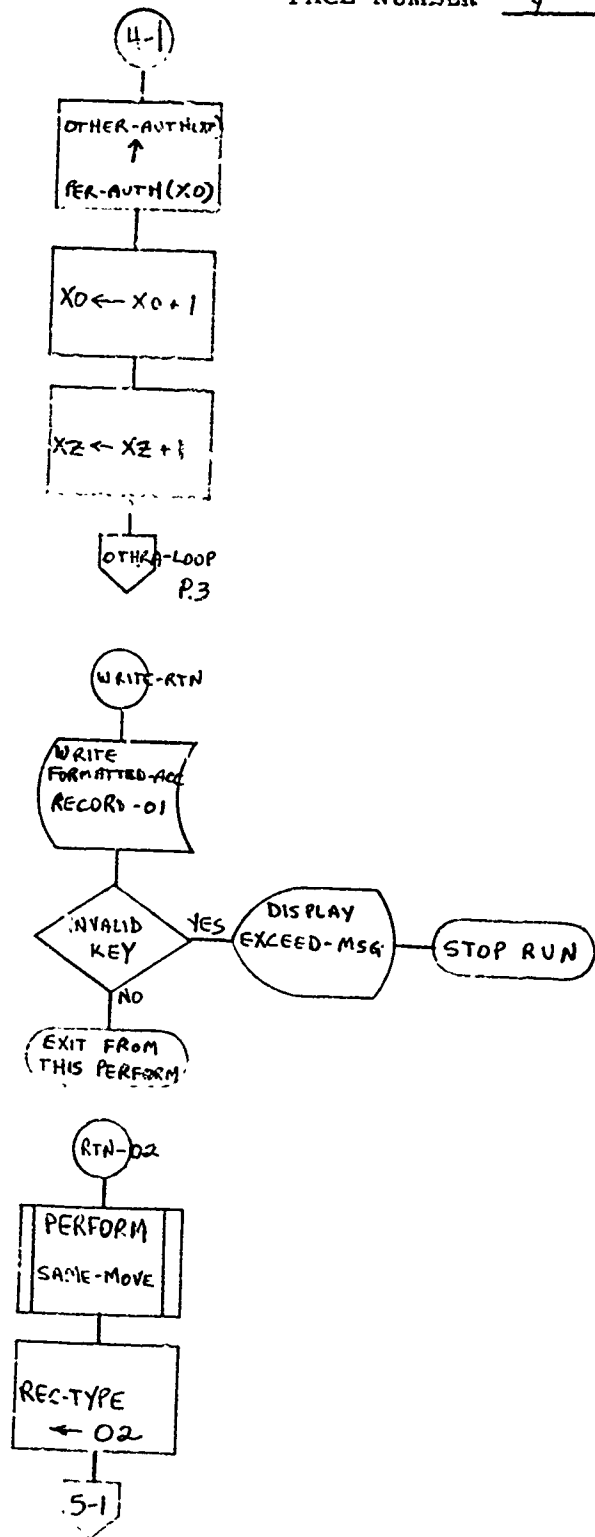 PAGE NUMBER 4
4-1
OTHER-AUTH(XZ)
↑
PER-AUTH(XO)
XO ← XO + 1
XZ ← XZ + 1
OTHRA-LOOP
P.3
WRITE-RTN
WRITE
FORMATTED-ACC
RECORD-01
INVALID
KEY
YES
DISPLAY
EXCEED-MSG
STOP RUN
NO
EXIT FROM
THIS PERFORM
RTN-02
PERFORM
SAME-MOVE
REC-TYPE
← 02
5-1